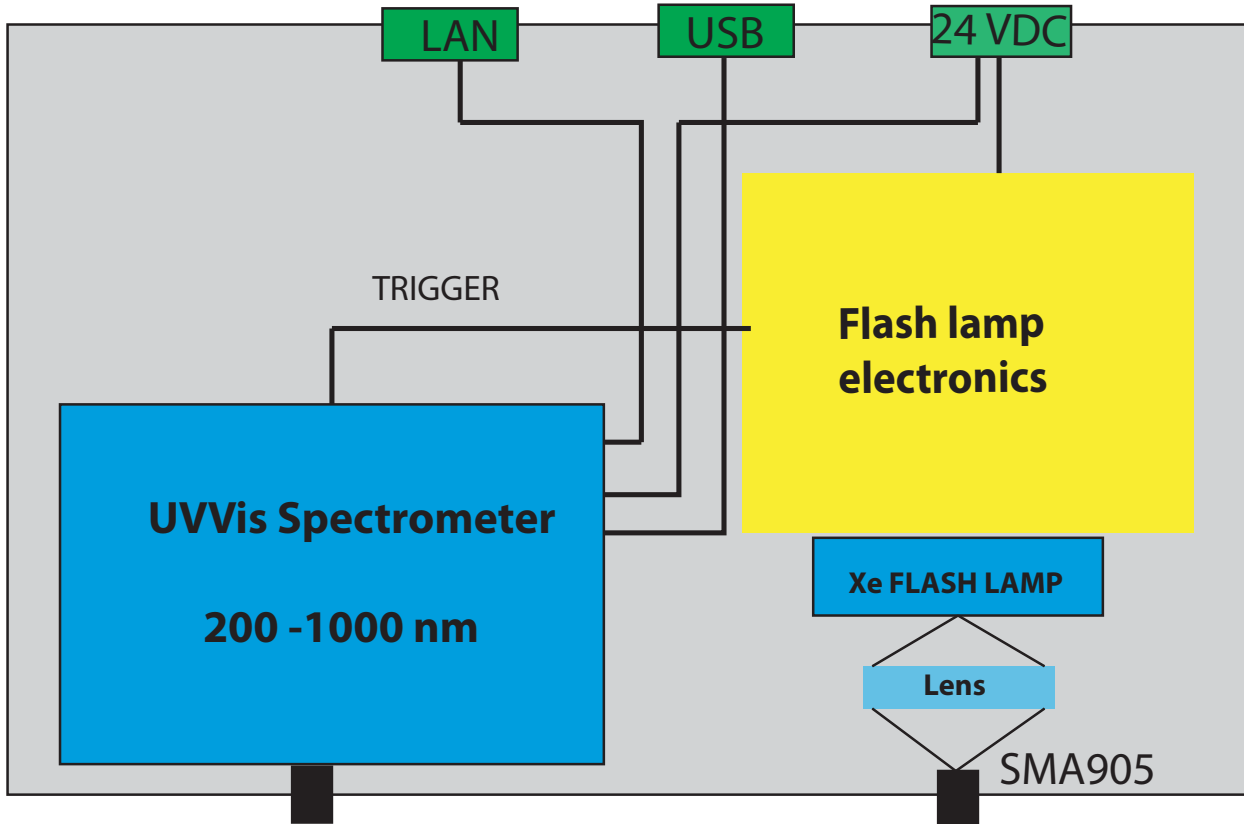 LAN
USB
24 VDC
TRIGGER
Flash lamp
electronics
UVVis Spectrometer
200 -1000 nm
Xe FLASH LAMP
Lens
SMA905